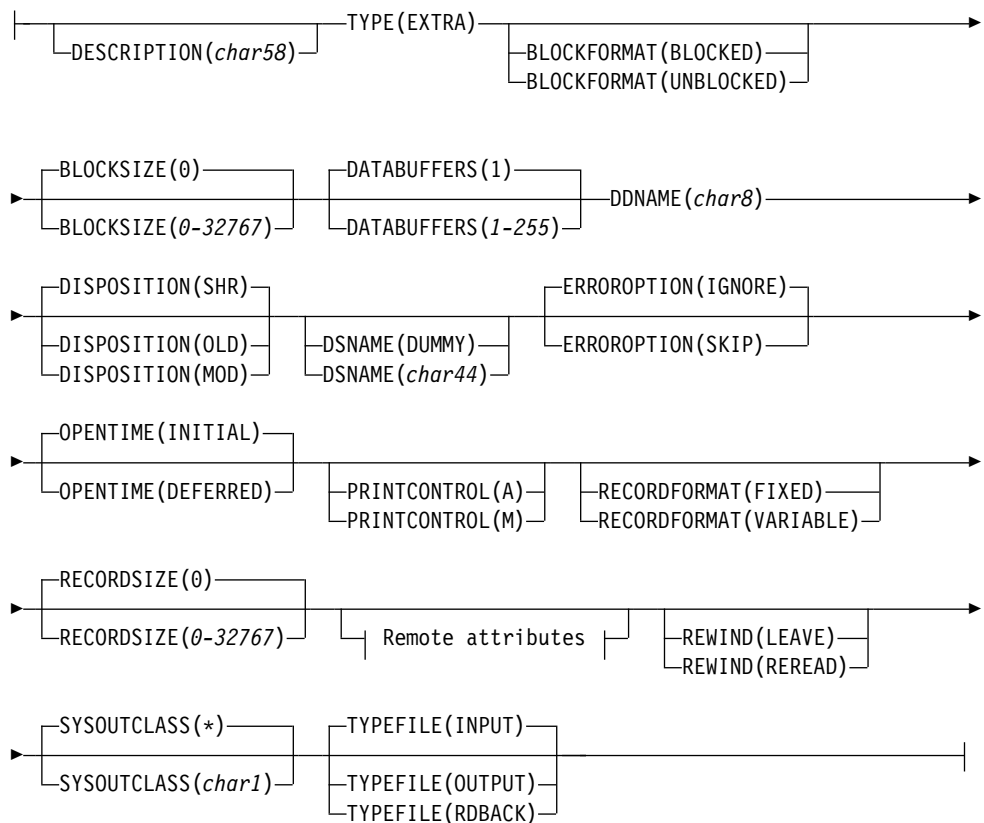 TYPE(EXTRA)
DESCRIPTION(char58)
BLOCKFORMAT(BLOCKED)
BLOCKFORMAT(UNBLOCKED)
BLOCKSIZE(0)
DATABUFFERS(1)
DDNAME(char8)
BLOCKSIZE(0-32767)
DATABUFFERS(1-255)
DISPOSITION(SHR)
ERROROPTION(IGNORE)
DISPOSITION(OLD)
DSNAME(DUMMY)
ERROROPTION(SKIP)
DISPOSITION(MOD)
DSNAME(char44)
OPENTIME(INITIAL)
OPENTIME(DEFERRED)
PRINTCONTROL(A)
RECORDFORMAT(FIXED)
PRINTCONTROL(M)
RECORDFORMAT(VARIABLE)
RECORDSIZE(0)
RECORDSIZE(0-32767)
Remote attributes
REWIND(LEAVE)
REWIND(REREAD)
SYSOUTCLASS(*)
TYPEFILE(INPUT)
SYSOUTCLASS(char1)
TYPEFILE(OUTPUT)
TYPEFILE(RDBACK)